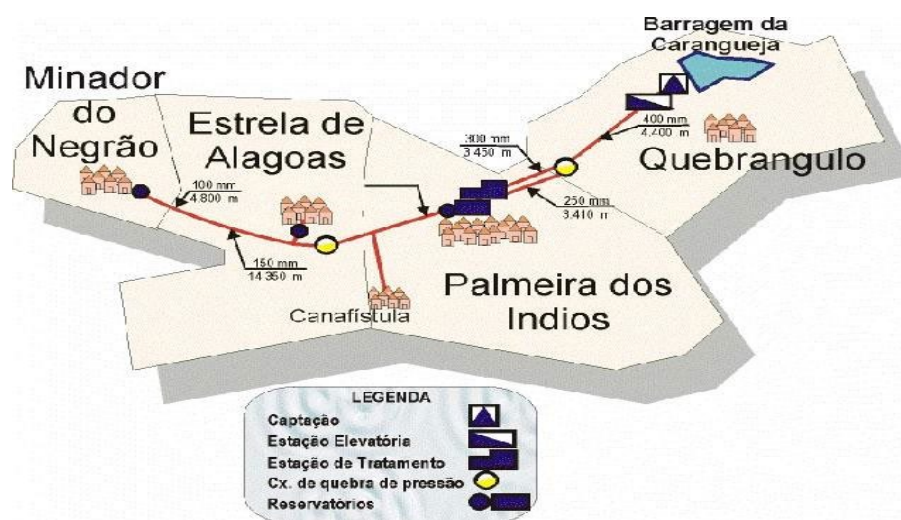 Barragem da
Carangueja
Minador
do
Negrão
Estrela de
Alagoas
300 mm
3 450 m
400 mm
4,400 m
Quebrangulo
100 mm
4.800 m
250 mm
3.410 m
150 mm
14 350 m
Canafístula
Palmeira dos
Indios
LEGENDA
Captação
Estação Elevatória
Estação de Tratamento
Cx. de quebra de pressão
Reservatórios